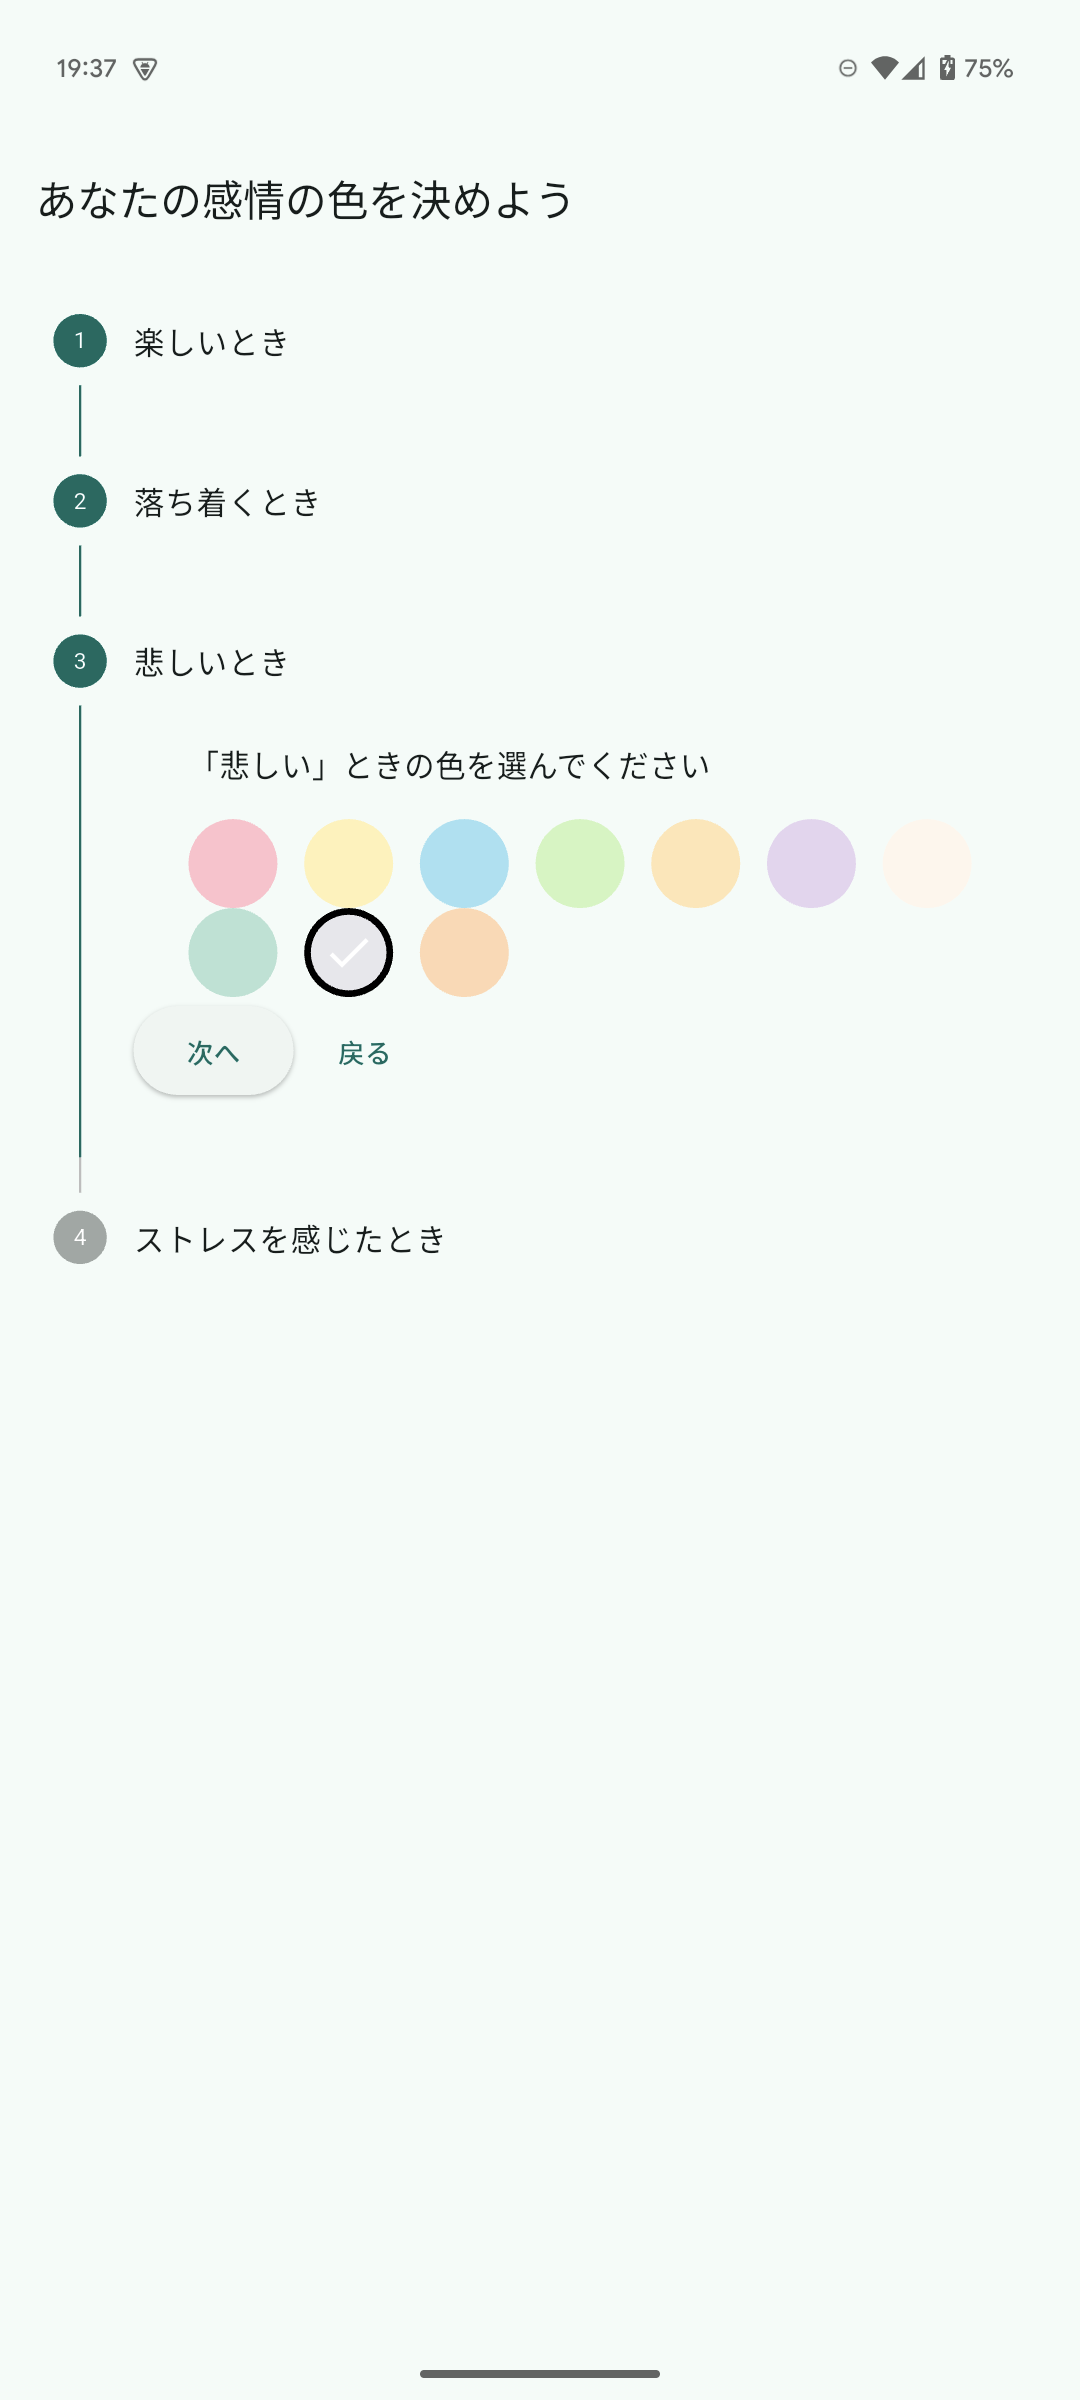 19:37
75%
あなたの感情の色を決めよう
1 楽しいとき
2 落ち着くとき
3 悲しいとき
「悲しい」ときの色を選んでください
次へ 戻る
4 ストレスを感じたとき